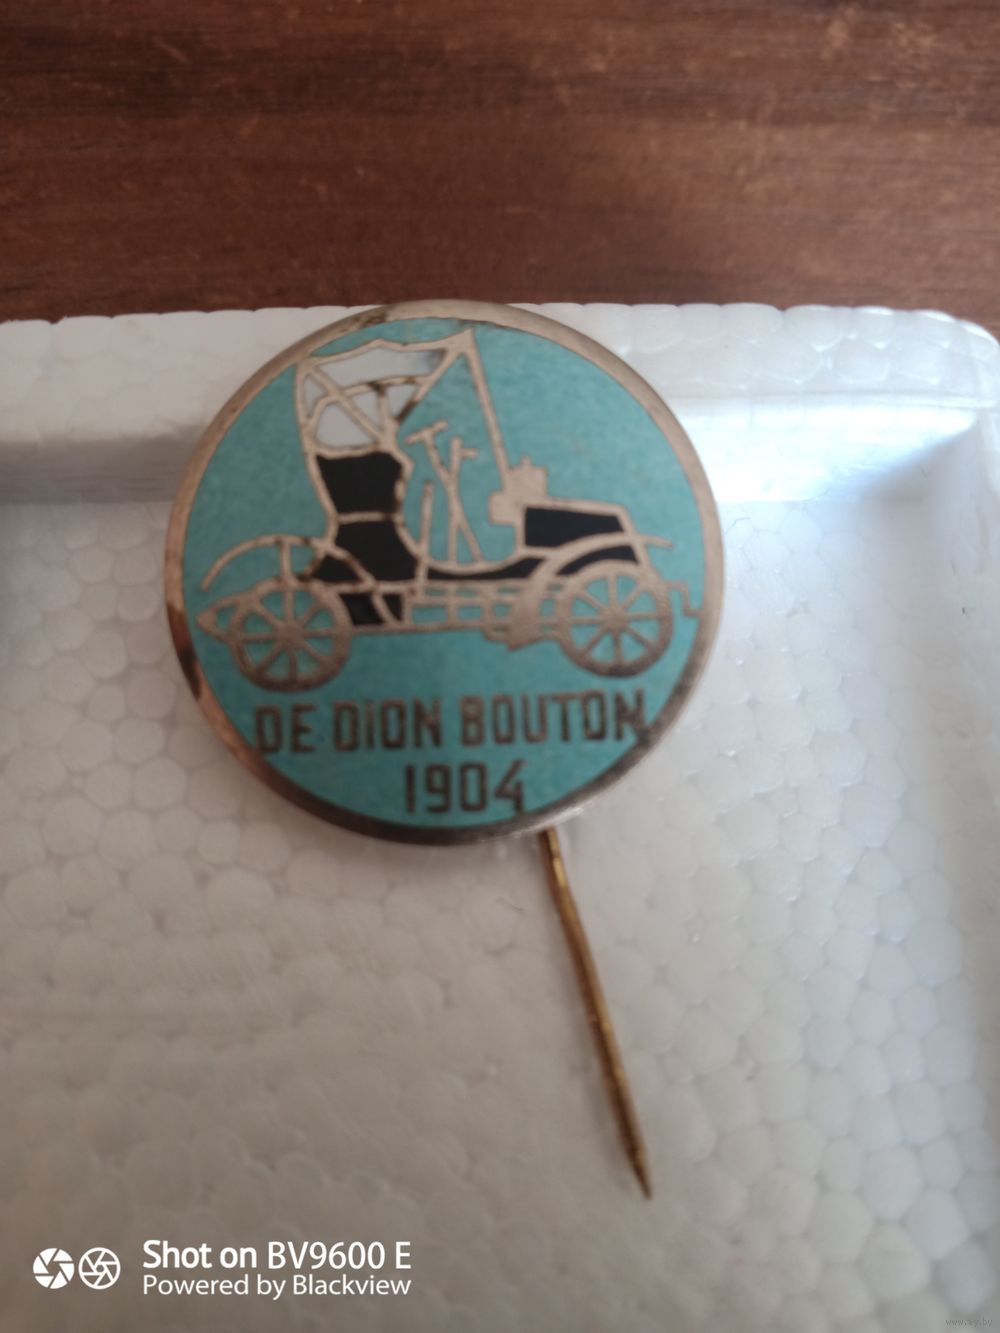 DE DION BOUTON
1904
Shot on BV9600 E
Powered by Blackview